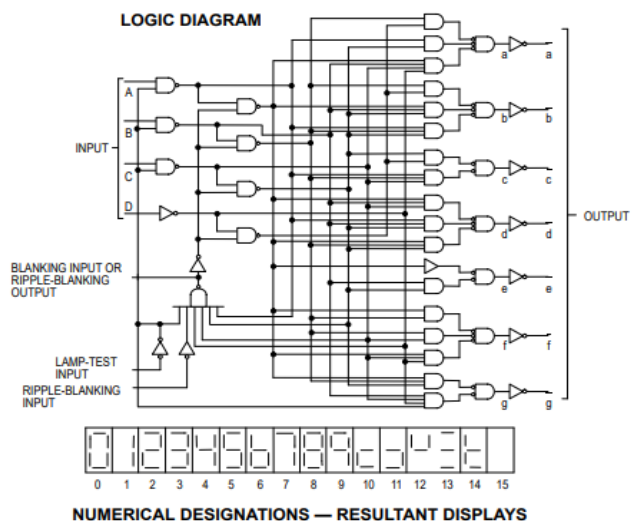 LOGIC DIAGRAM
A
B
INPUT
C
D
BLANKING INPUT OR
RIPPLE-BLANKING
OUTPUT
LAMP-TEST
INPUT
RIPPLE-BLANKING
INPUT
a a
b b
c c
d d
e e
f f
g g
OUTPUT
0 1 2 3 4 5 6 7 8 9 10 11 12 13 14 15
NUMERICAL DESIGNATIONS — RESULTANT DISPLAYS